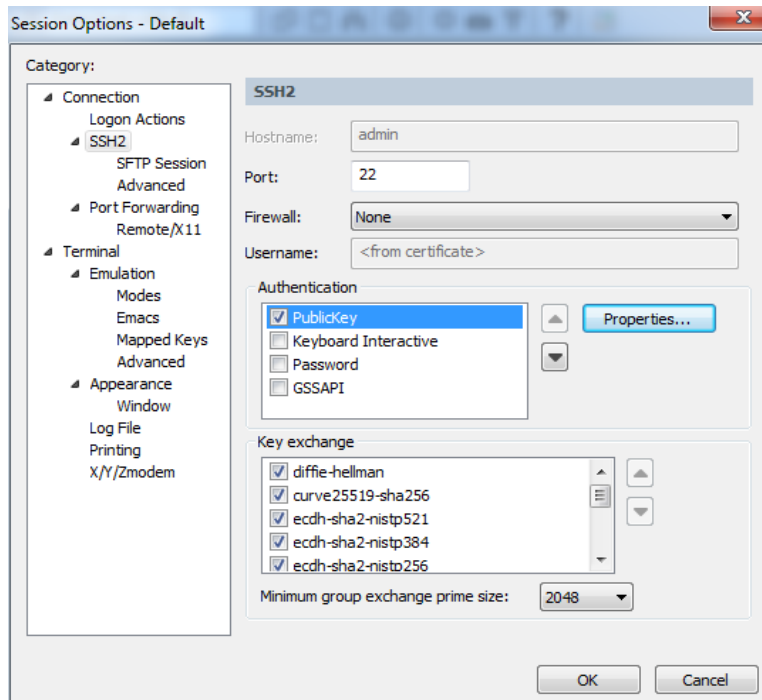 Session Options - Default
Category:
Connection
Logon Actions
SSH2
SFTP Session
Advanced
Port Forwarding
Remote/X11
Terminal
Emulation
Modes
Emacs
Mapped Keys
Advanced
Appearance
Window
Log File
Printing
X/Y/Zmodem
SSH2
Hostname: admin
Port: 22
Firewall: None
Username: <from certificate>
Authentication
PublicKey
Properties...
Keyboard Interactive
Password
GSSAPI
Key exchange
diffie-hellman
curve25519-sha256
ecdh-sha2-nistp521
ecdh-sha2-nistp384
ecdh-sha2-nistp256
Minimum group exchange prime size: 2048
OK Cancel